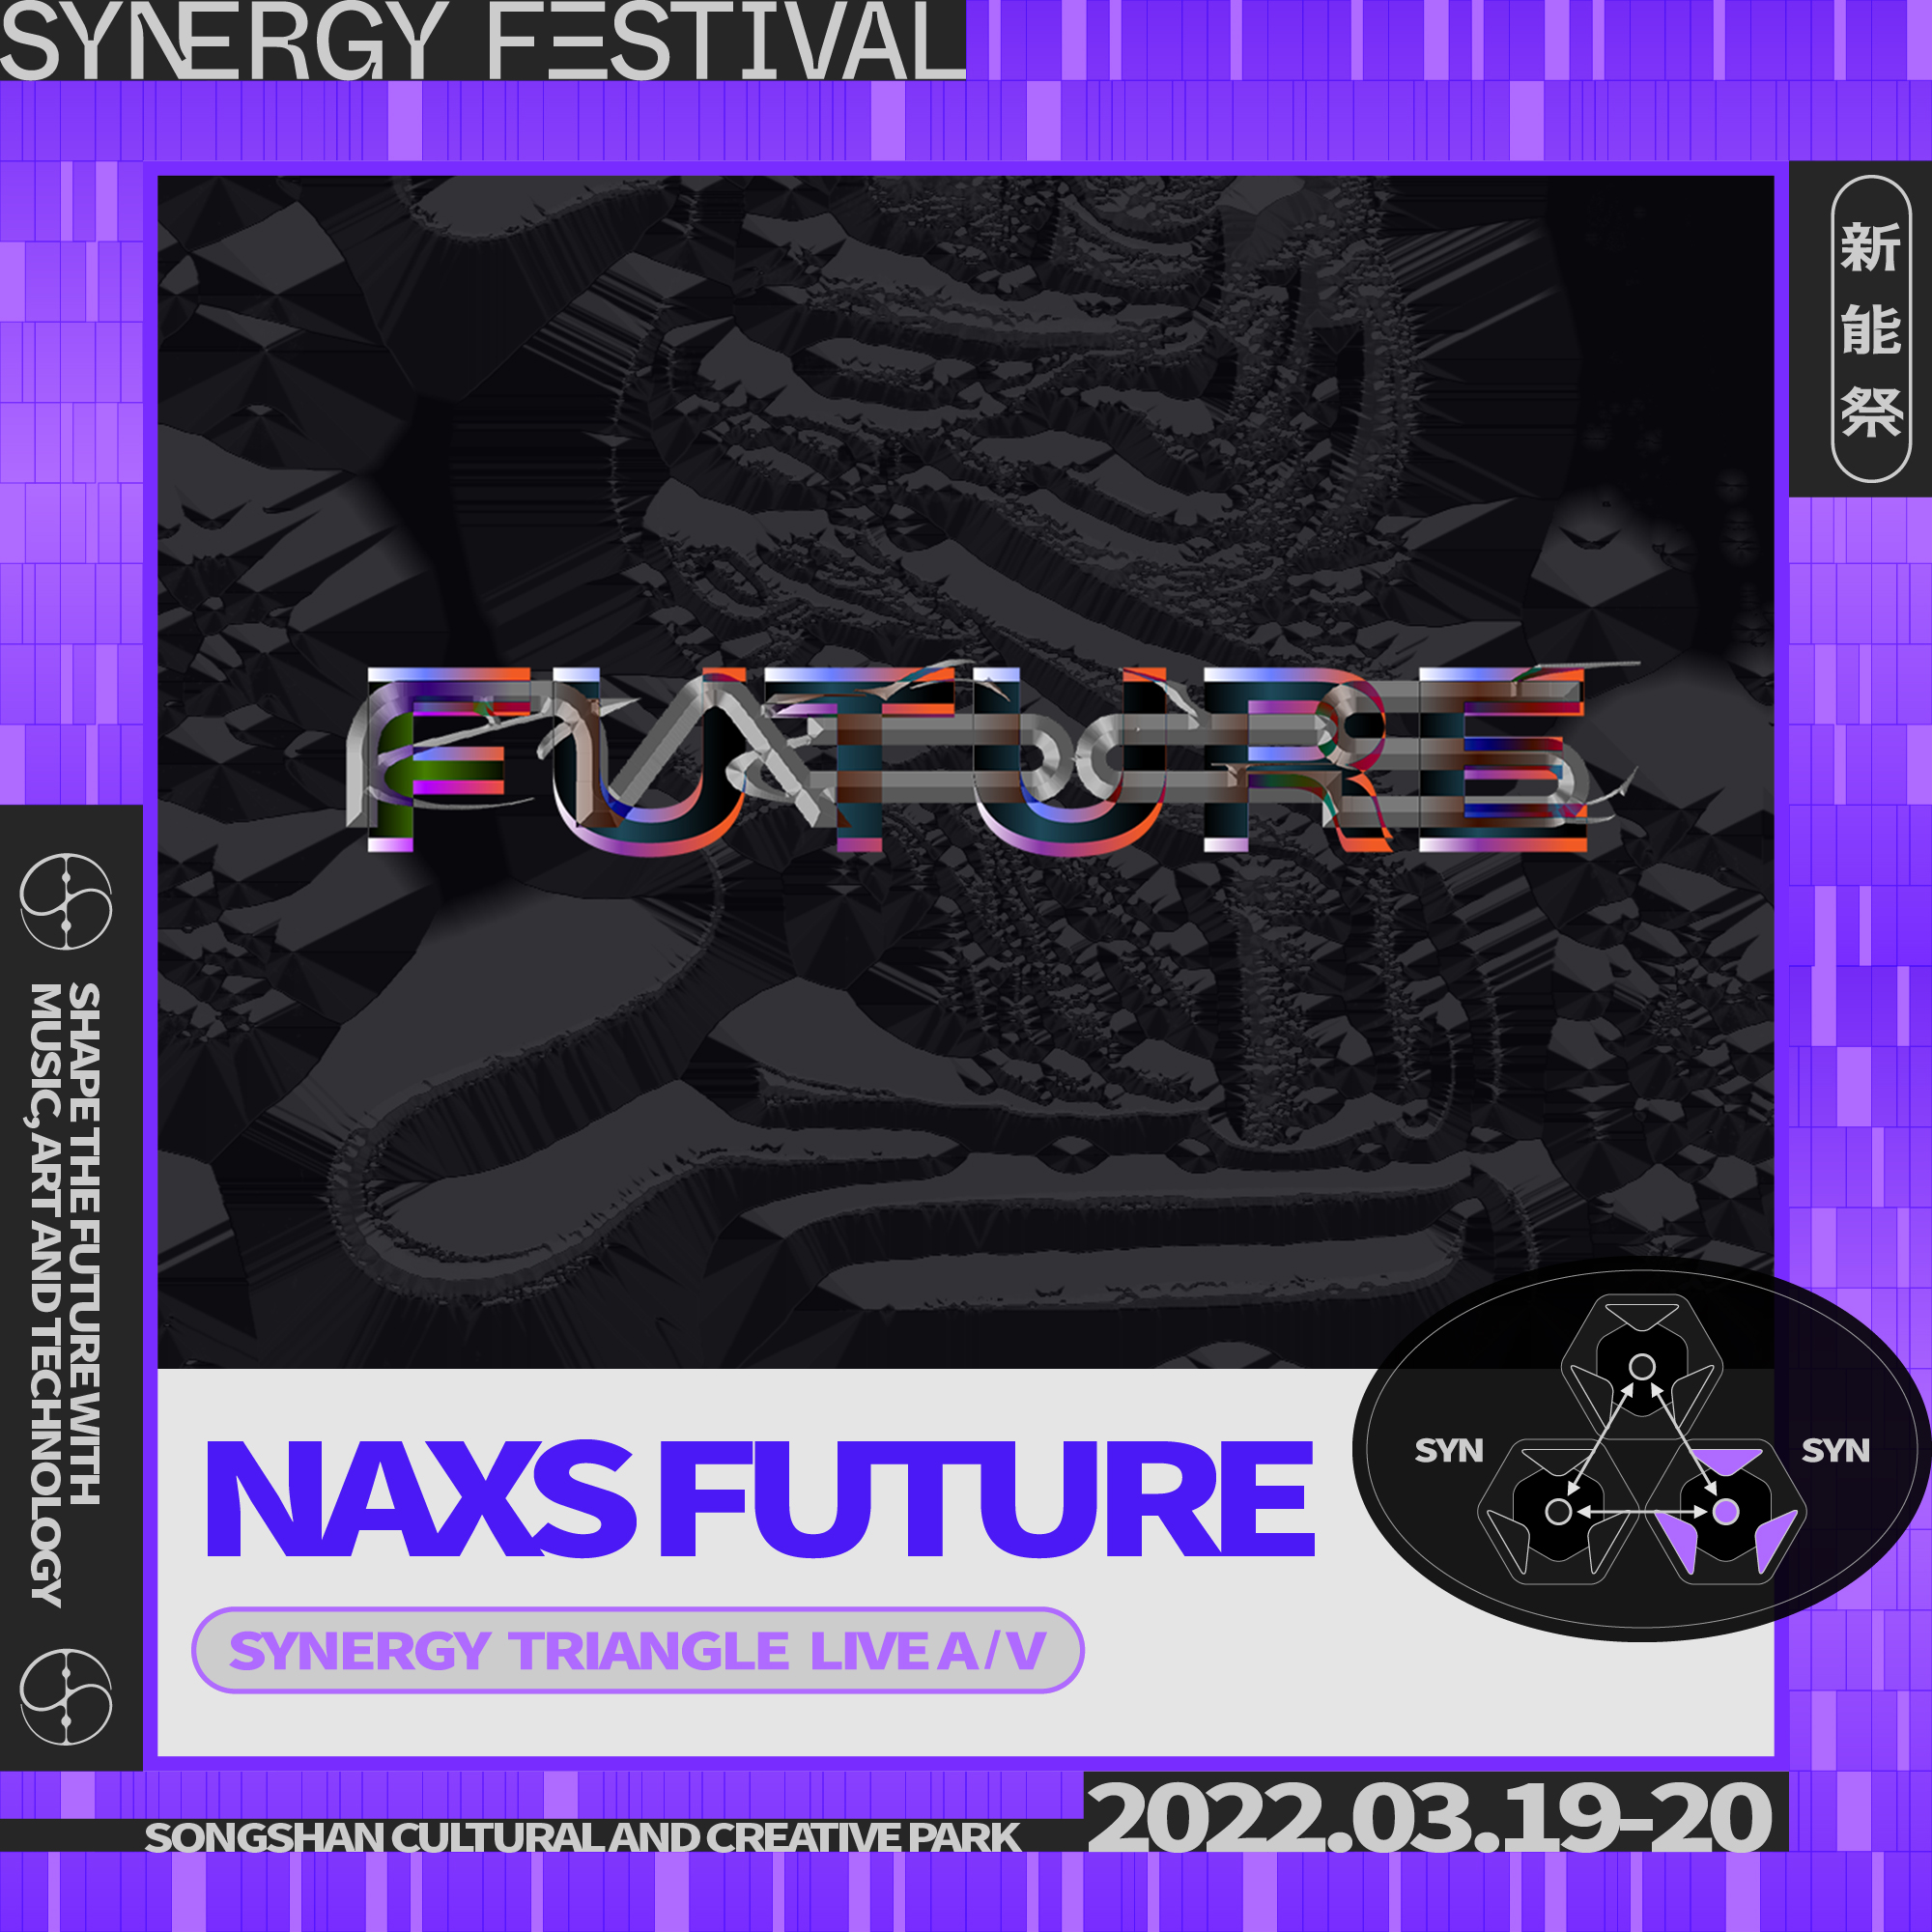 SYNERGY FESTIVAL
新能祭
FUTURE
SHAPE THE FUTURE WITH
MUSIC, ART AND TECHNOLOGY
NAXS FUTURE
SYN
SYN
SYNERGY TRIANGLE LIVE A/V
2022.03.19-20
SONGSHAN CULTURAL AND CREATIVE PARK